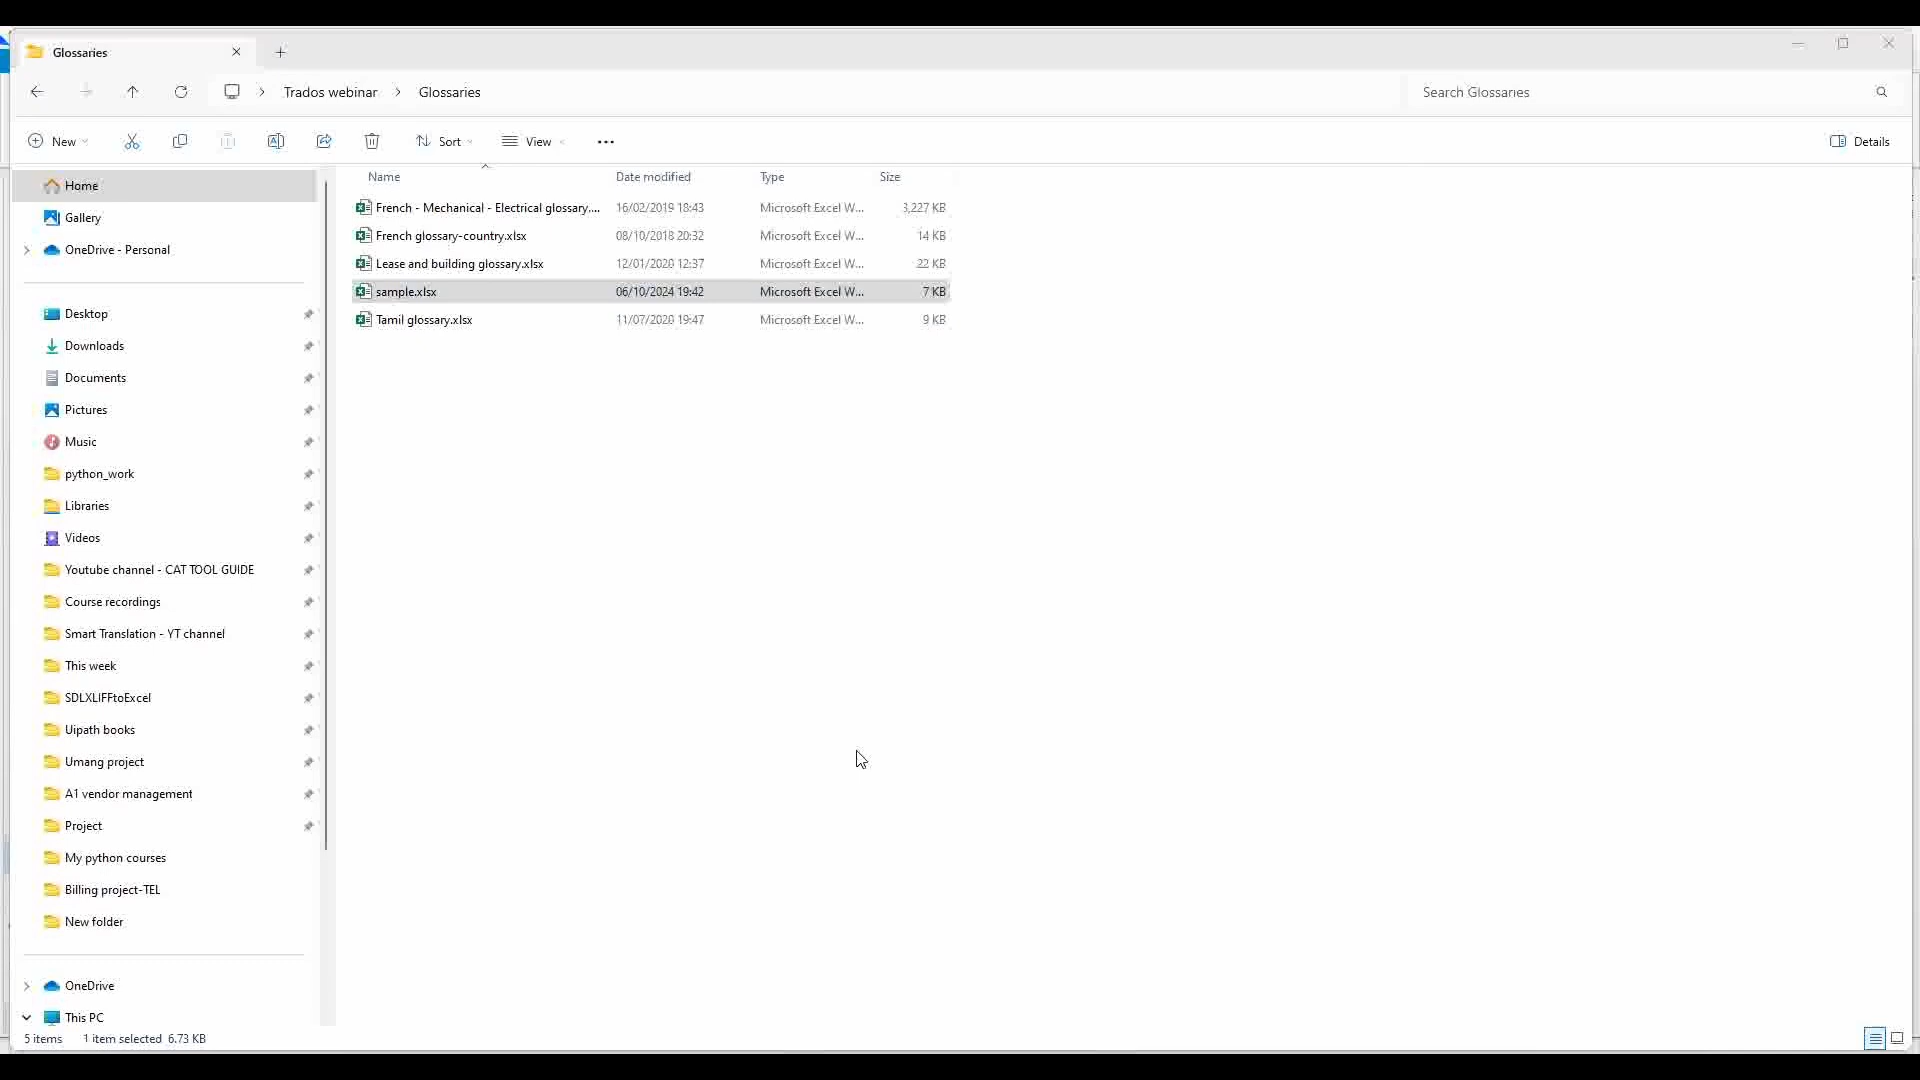 Glossaries
Trados webinar > Glossaries
Search Glossaries
New
Sort
View
Details
Name Date modified Type Size
French - Mechanical - Electrical glossary.... 16/02/2019 18:43 Microsoft Excel W... 3,227 KB
French glossary-country.xlsx 08/10/2018 20:32 Microsoft Excel W... 14 KB
Lease and building glossary.xlsx 12/01/2020 12:37 Microsoft Excel W... 22 KB
sample.xlsx 06/10/2024 19:42 Microsoft Excel W... 7 KB
Tamil glossary.xlsx 11/07/2020 19:47 Microsoft Excel W... 9 KB
Home
Gallery
OneDrive - Personal
Desktop
Downloads
Documents
Pictures
Music
python_work
Libraries
Videos
Youtube channel - CAT TOOL GUIDE
Course recordings
Smart Translation - YT channel
This week
SDLXLIFFtoExcel
Uipath books
Umang project
A1 vendor management
Project
My python courses
Billing project-TEL
New folder
OneDrive
This PC
5 items 1 item selected 6.73 KB